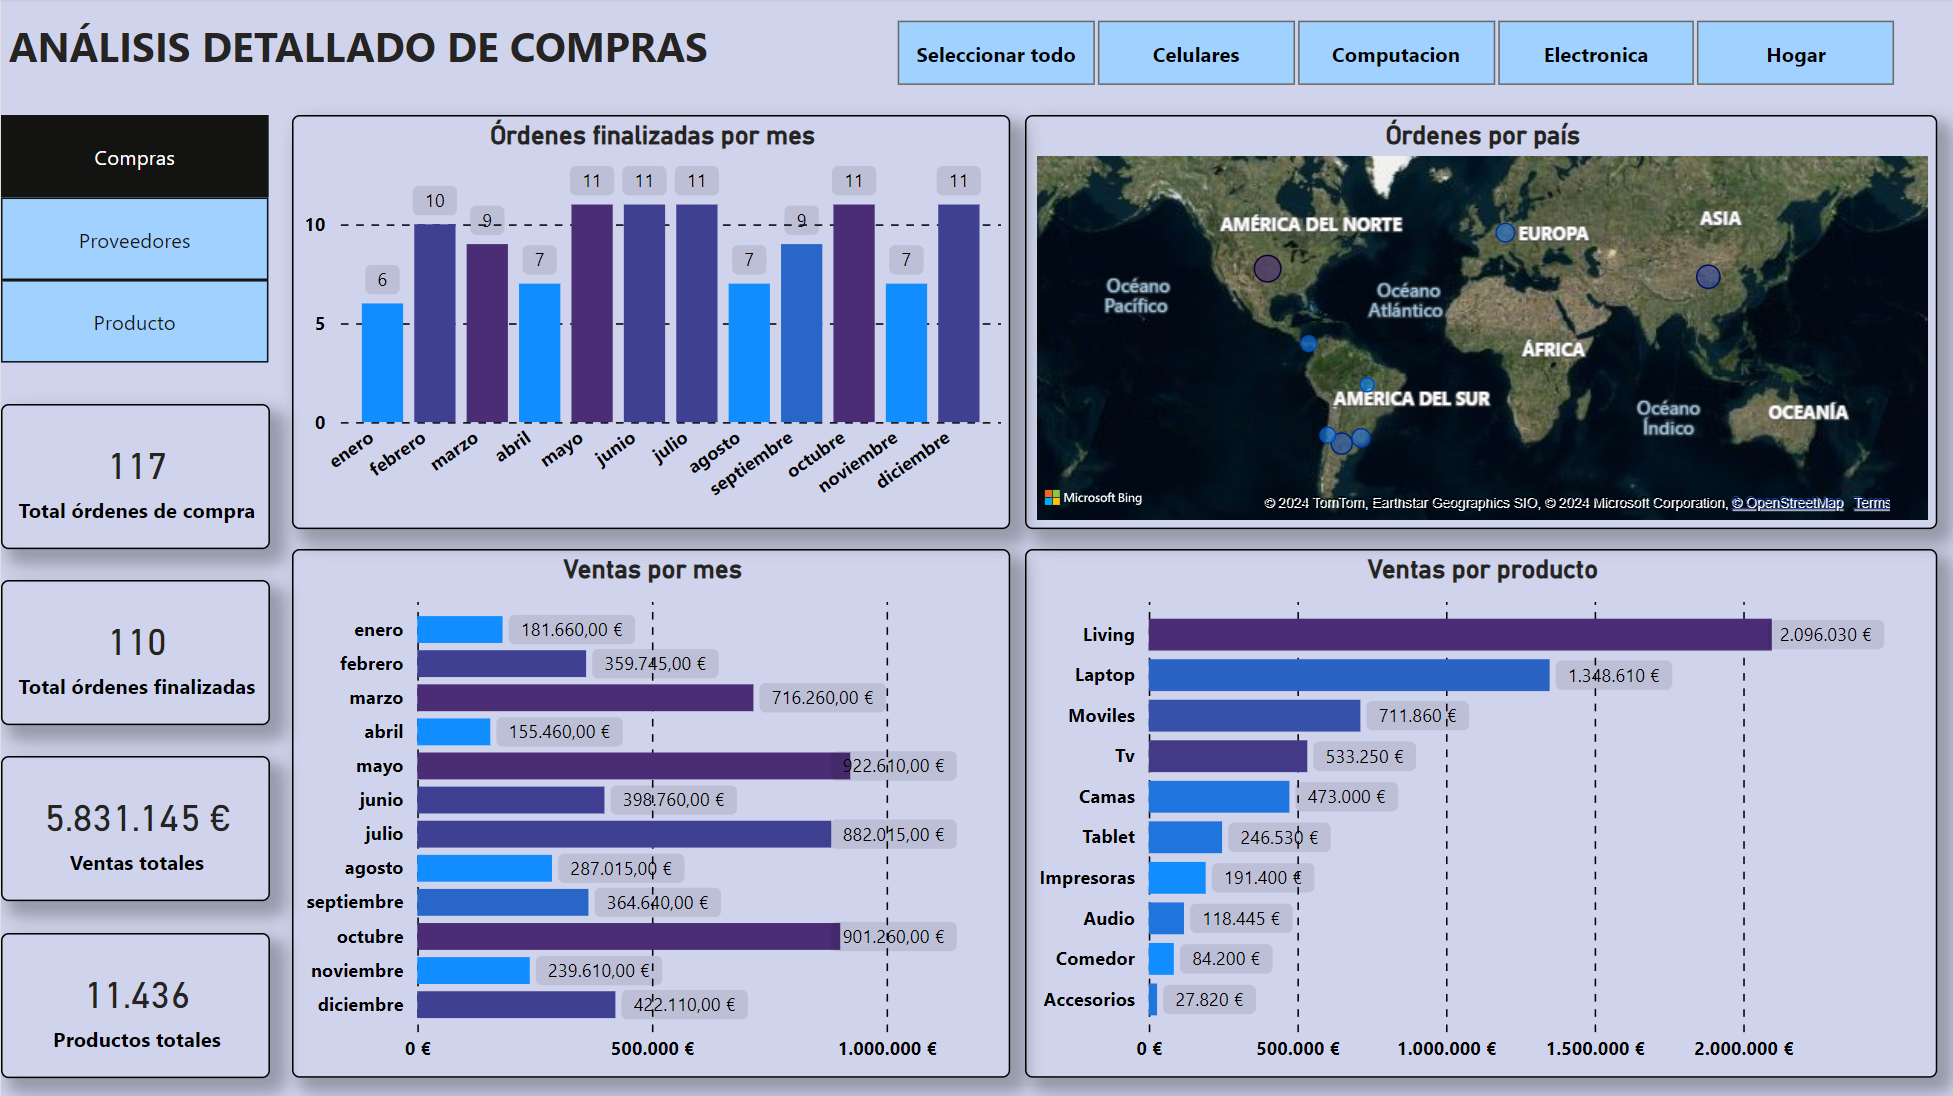 ANÁLISIS DETALLADO DE COMPRAS
Seleccionar todo
Celulares
Computacion
Electronica
Hogar
Compras
Proveedores
Producto
117
Total órdenes de compra
110
Total órdenes finalizadas
5.831.145 €
Ventas totales
11.436
Productos totales
Órdenes finalizadas por mes
10
5
0
6
10
9
7
11
11
11
7
9
11
7
11
enero
febrero
marzo
abril
mayo
junio
julio
agosto
septiembre
octubre
noviembre
diciembre
Órdenes por país
AMÉRICA DEL NORTE
EUROPA
ASIA
Océano
Pacífico
Océano
Atlántico
ÁFRICA
AMÉRICA DEL SUR
Océano
Índico
OCEANÍA
Microsoft Bing
© 2024 TomTom, Earthstar Geographics SIO, © 2024 Microsoft Corporation, © OpenStreetMap Terms
Ventas por mes
enero 181.660,00 €
febrero 359.745,00 €
marzo 716.260,00 €
abril 155.460,00 €
mayo 922.610,00 €
junio 398.760,00 €
julio 882.015,00 €
agosto 287.015,00 €
septiembre 364.640,00 €
octubre 901.260,00 €
noviembre 239.610,00 €
diciembre 422.110,00 €
0 € 500.000 € 1.000.000 €
Ventas por producto
Living 2.096.030 €
Laptop 1.348.610 €
Moviles 711.860 €
Tv 533.250 €
Camas 473.000 €
Tablet 246.530 €
Impresoras 191.400 €
Audio 118.445 €
Comedor 84.200 €
Accesorios 27.820 €
0 € 500.000 € 1.000.000 € 1.500.000 € 2.000.000 €